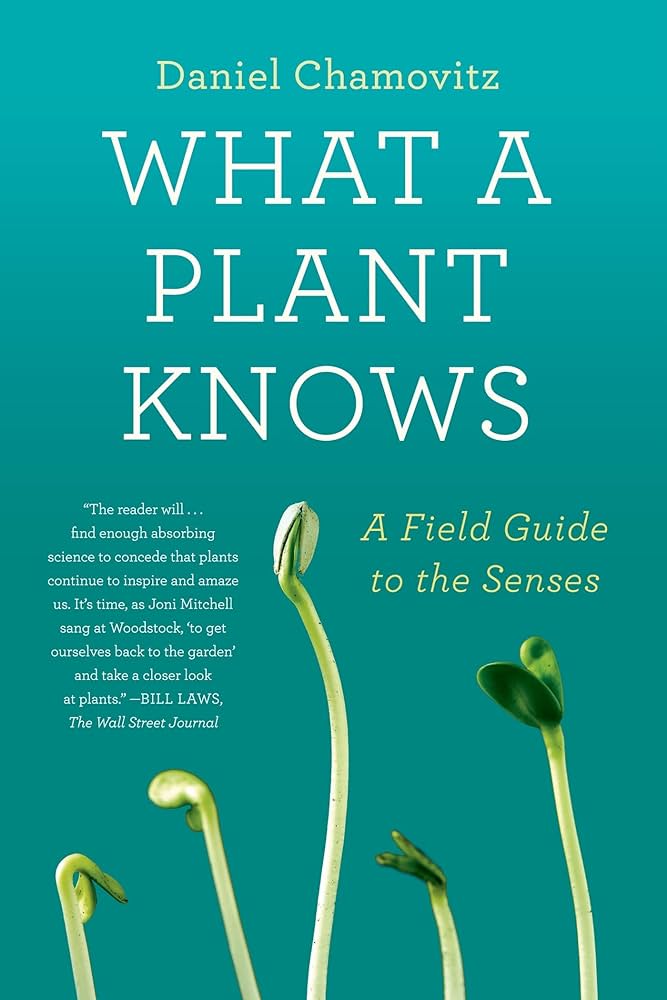 Daniel Chamovitz
WHAT A
PLANT
KNOWS
“The reader will . . .
find enough absorbing
science to concede that plants
continue to inspire and amaze
us. It’s time, as Joni Mitchell
sang at Woodstock, ‘to get
ourselves back to the garden’
and take a closer look
at plants.” —BILL LAWS,
The Wall Street Journal
A Field Guide
to the Senses